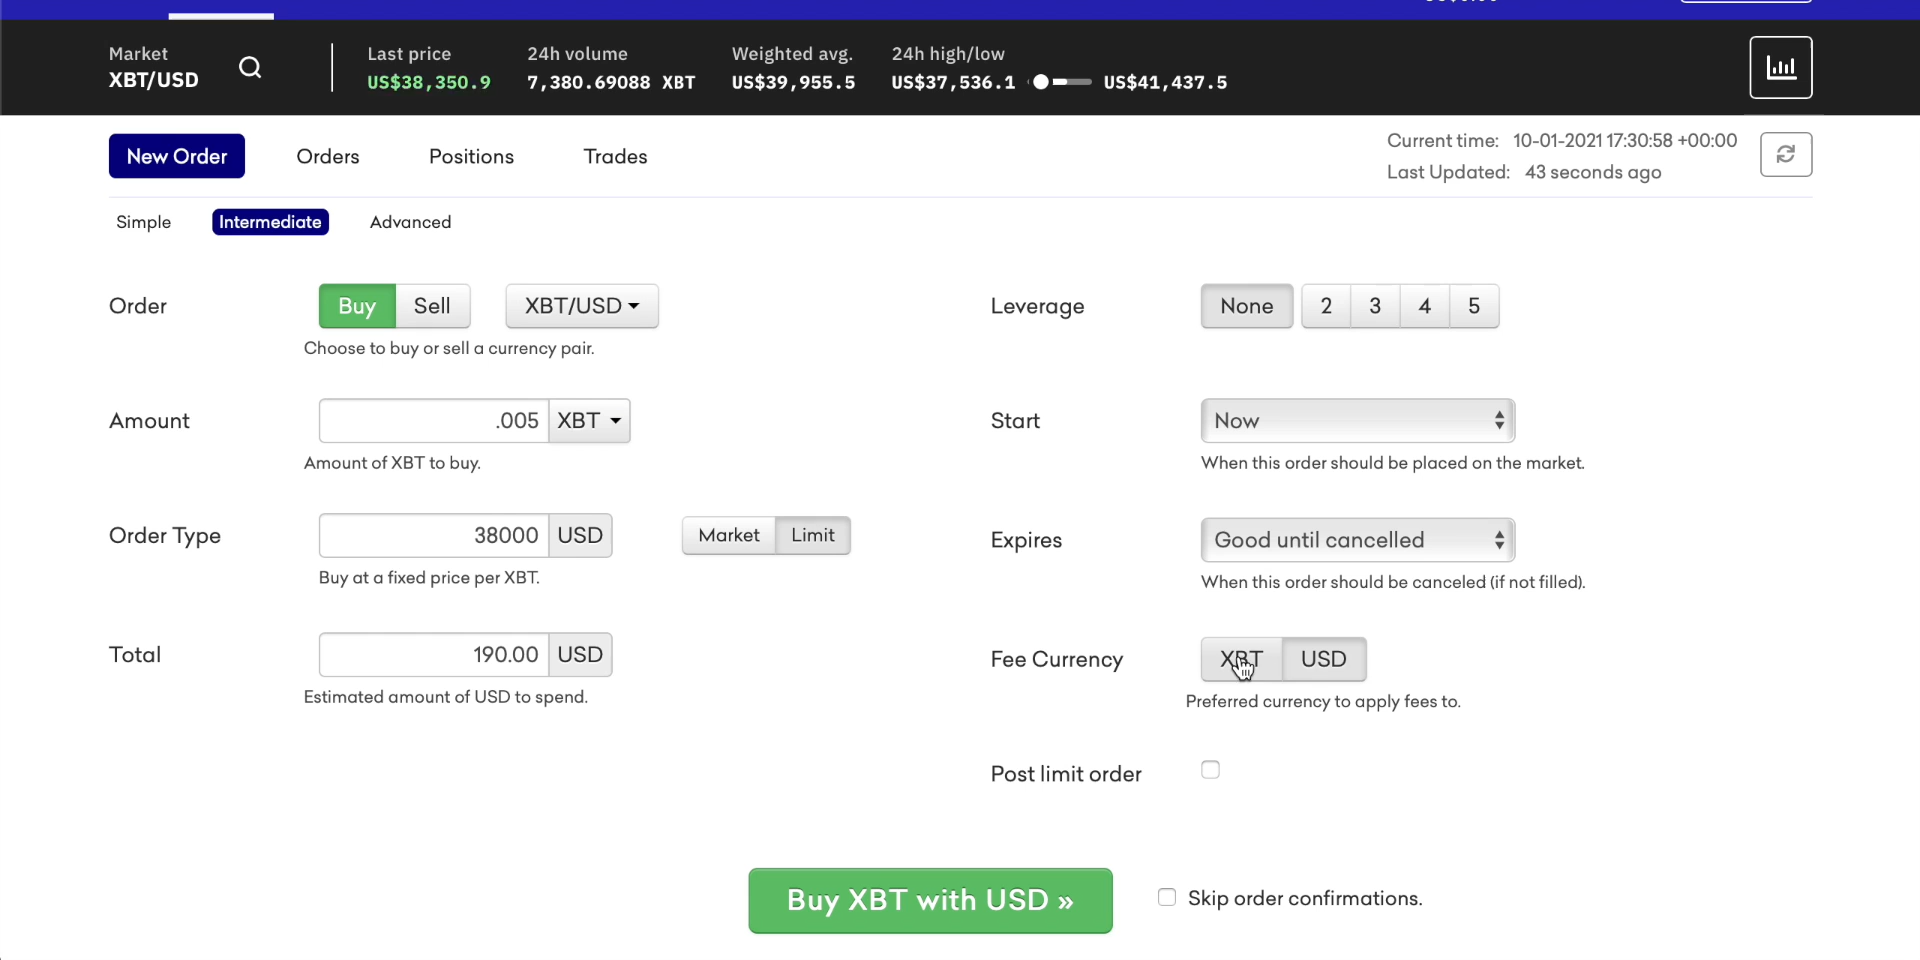 Market
XBT/USD
Last price
US$38,350.9
24h volume
7,380.69088 XBT
Weighted avg.
US$39,955.5
24h high/low
US$37,536.1 US$41,437.5
New Order Orders Positions Trades
Current time: 10-01-2021 17:30:58 +00:00
Last Updated: 43 seconds ago
Simple Intermediate Advanced
Order Buy Sell XBT/USD
Choose to buy or sell a currency pair.
Amount .005 XBT
Amount of XBT to buy.
Order Type 38000 USD Market Limit
Buy at a fixed price per XBT.
Total 190.00 USD
Estimated amount of USD to spend.
Leverage None 2 3 4 5
Start Now
When this order should be placed on the market.
Expires Good until cancelled
When this order should be canceled (if not filled).
Fee Currency XBT USD
Preferred currency to apply fees to.
Post limit order
Buy XBT with USD »
Skip order confirmations.